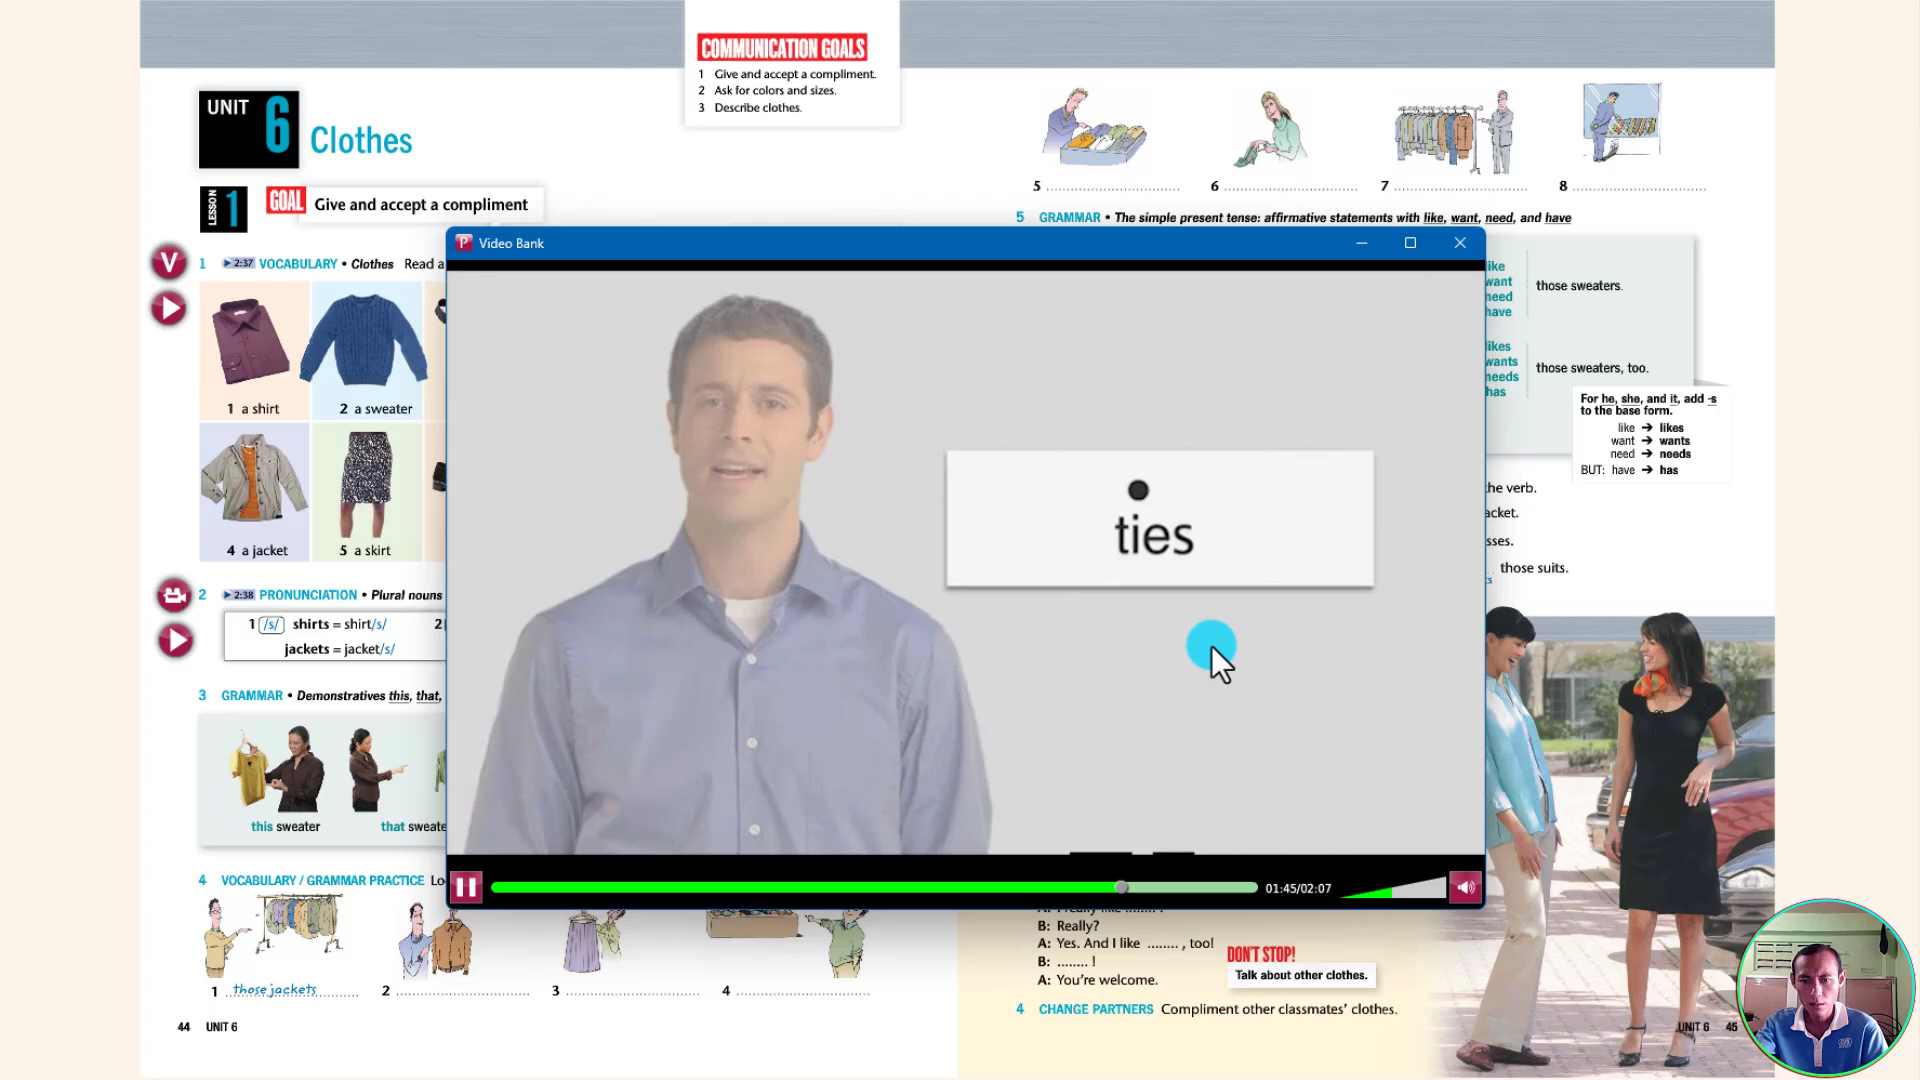 COMMUNICATION GOALS
1 Give and accept a compliment.
2 Ask for colors and sizes.
3 Describe clothes.
UNIT 6 Clothes
LESSON 1 GOAL Give and accept a compliment
V 1 2:37 VOCABULARY • Clothes Read a
1 a shirt
2 a sweater
4 a jacket
5 a skirt
2 2:38 PRONUNCIATION • Plural nouns
1 /s/ shirts = shirt/s/ 2
jackets = jacket/s/
3 GRAMMAR • Demonstratives this, that,
this sweater
that sweate
4 VOCABULARY / GRAMMAR PRACTICE Lo
1 those jackets
2
3
4
44 UNIT 6
Video Bank
ties
01:45/02:07
5
6
7
8
5 GRAMMAR • The simple present tense: affirmative statements with like, want, need, and have
like
want
need
have
those sweaters.
likes
wants
needs
has
those sweaters, too.
For he, she, and it, add -s
to the base form.
like → likes
want → wants
need → needs
BUT: have → has
the verb.
acket.
sses.
those suits.
B: Really?
A: Yes. And I like ........ , too!
B: ........ !
A: You're welcome.
DON'T STOP!
Talk about other clothes.
4 CHANGE PARTNERS Compliment other classmates' clothes.
UNIT 6 45